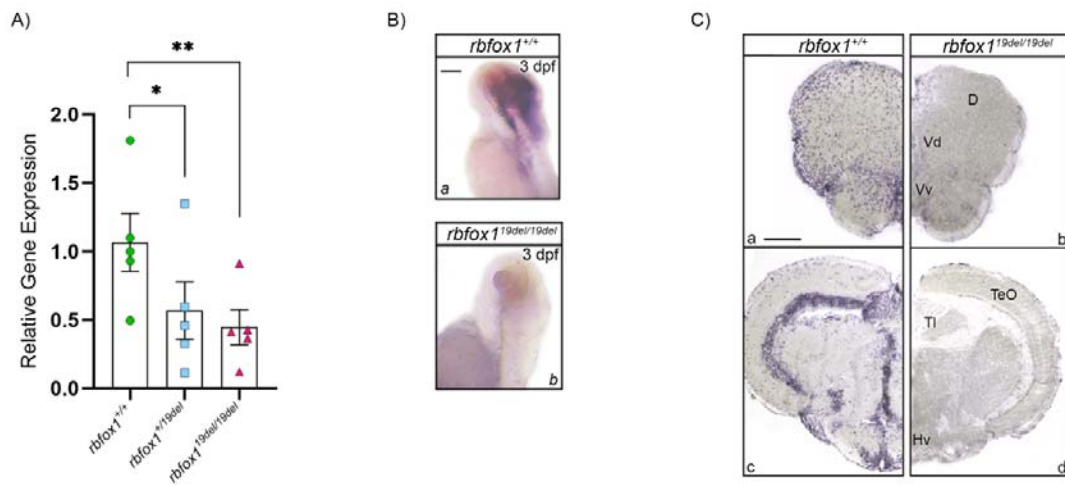 A)
**
*
Relative Gene Expression
2.0
1.5
1.0
0.5
0.0
rbfox1+/+
rbfox1+/19del
rbfox119del/19del
B)
rbfox1+/+
3 dpf
a
rbfox119del/19del
3 dpf
b
C)
rbfox1+/+
rbfox119del/19del
D
Vd
Vv
a
b
TeO
Tl
Hv
c
d